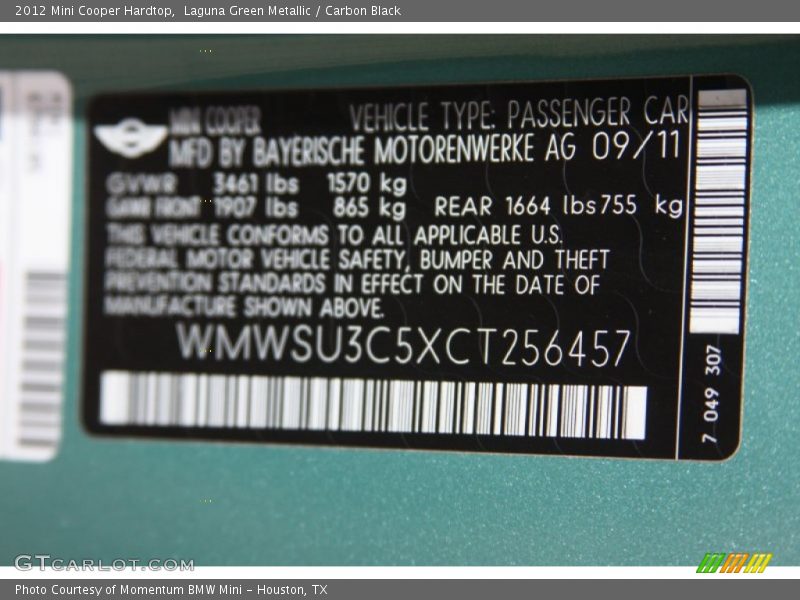 2012 Mini Cooper Hardtop,  Laguna Green Metallic / Carbon Black
MINI COOPER VEHICLE TYPE: PASSENGER CAR
MFD BY BAYERISCHE MOTORENWERKE AG 09/11
GVWR 3461 lbs 1570 kg
GAWR FRONT 1907 lbs 865 kg REAR 1664 lbs 755 kg
THIS VEHICLE CONFORMS TO ALL APPLICABLE U.S.
FEDERAL MOTOR VEHICLE SAFETY, BUMPER AND THEFT
PREVENTION STANDARDS IN EFFECT ON THE DATE OF
MANUFACTURE SHOWN ABOVE.
WMWSU3C5XCT256457
7 049 307
GTCARLOT.COM
Photo Courtesy of Momentum BMW Mini - Houston, TX